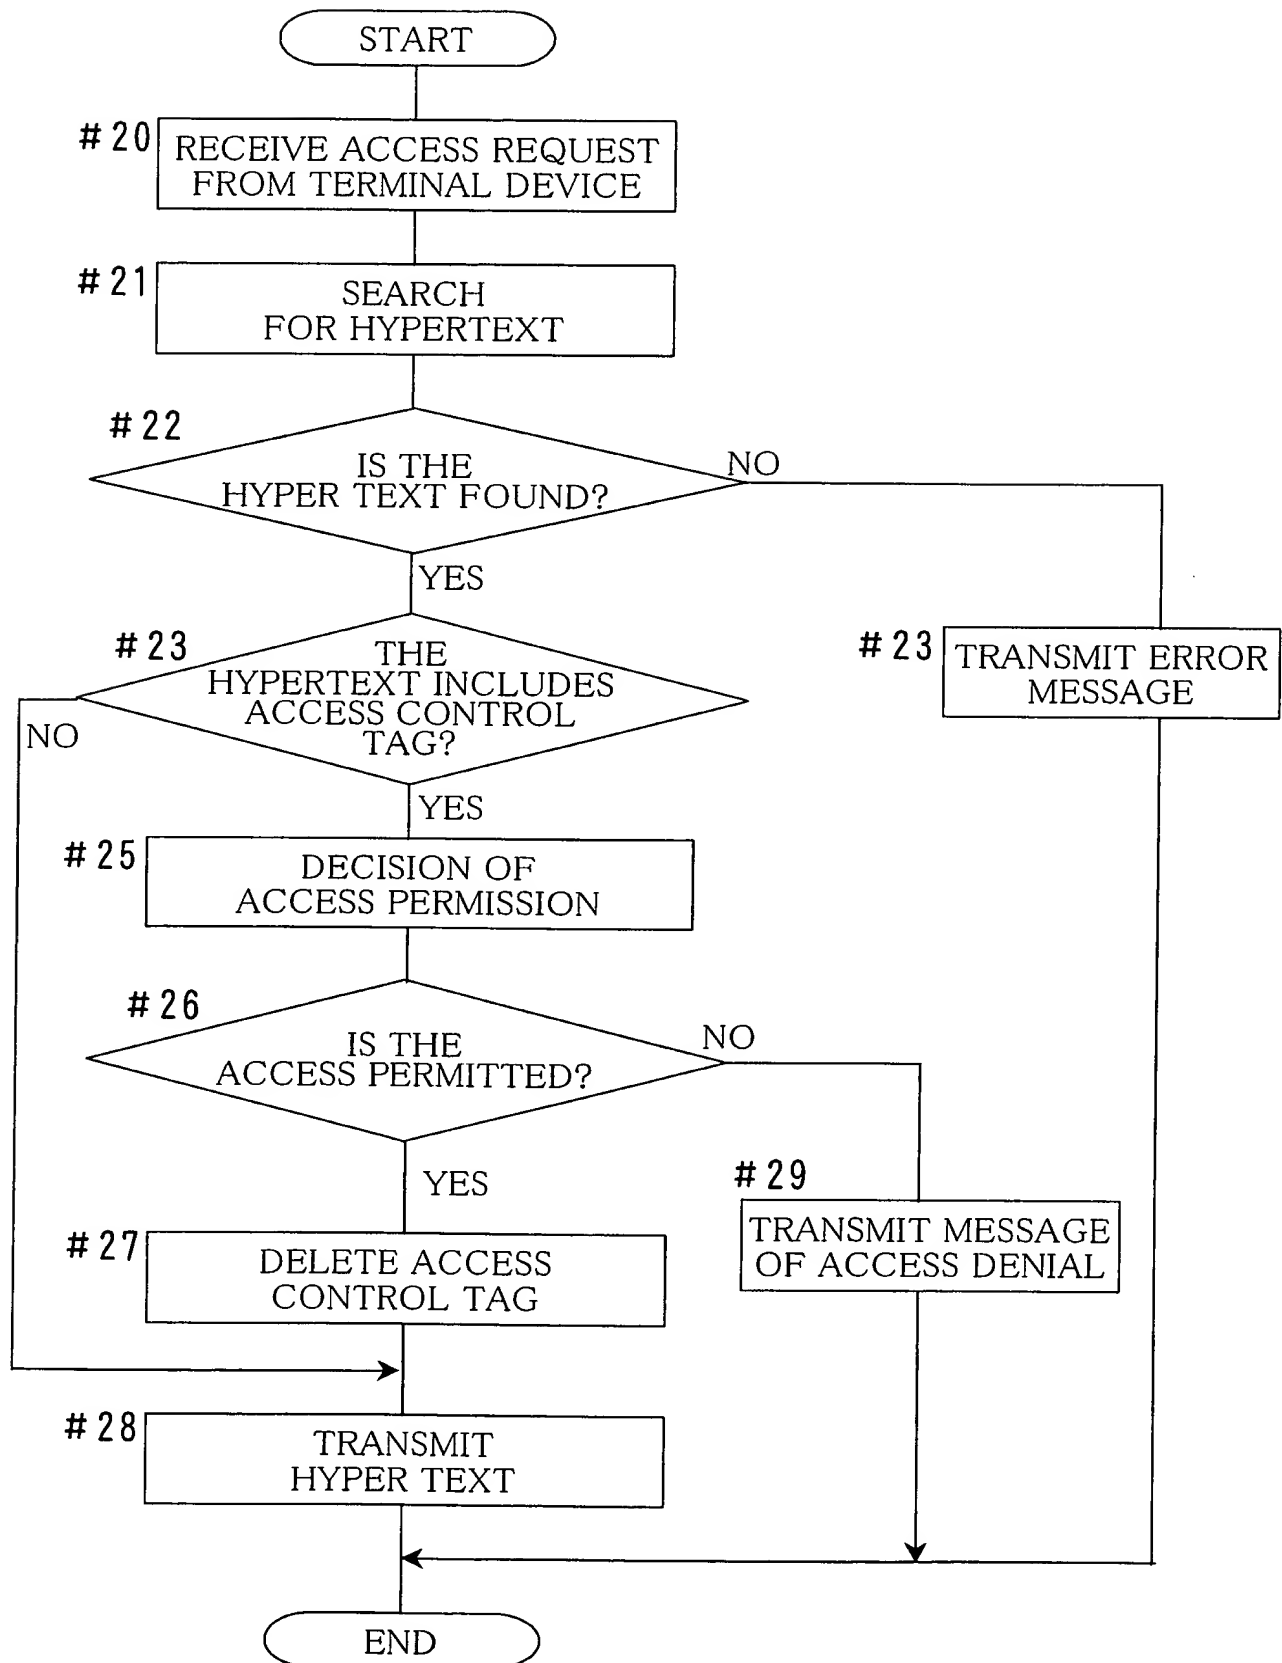 START
#20
RECEIVE ACCESS REQUEST
FROM TERMINAL DEVICE
#21
SEARCH
FOR HYPERTEXT
#22
IS THE
HYPER TEXT FOUND?
NO
YES
#23
THE
HYPERTEXT INCLUDES
ACCESS CONTROL
TAG?
NO
YES
#23
TRANSMIT ERROR
MESSAGE
#25
DECISION OF
ACCESS PERMISSION
#26
IS THE
ACCESS PERMITTED?
NO
YES
#29
TRANSMIT MESSAGE
OF ACCESS DENIAL
#27
DELETE ACCESS
CONTROL TAG
#28
TRANSMIT
HYPER TEXT
END